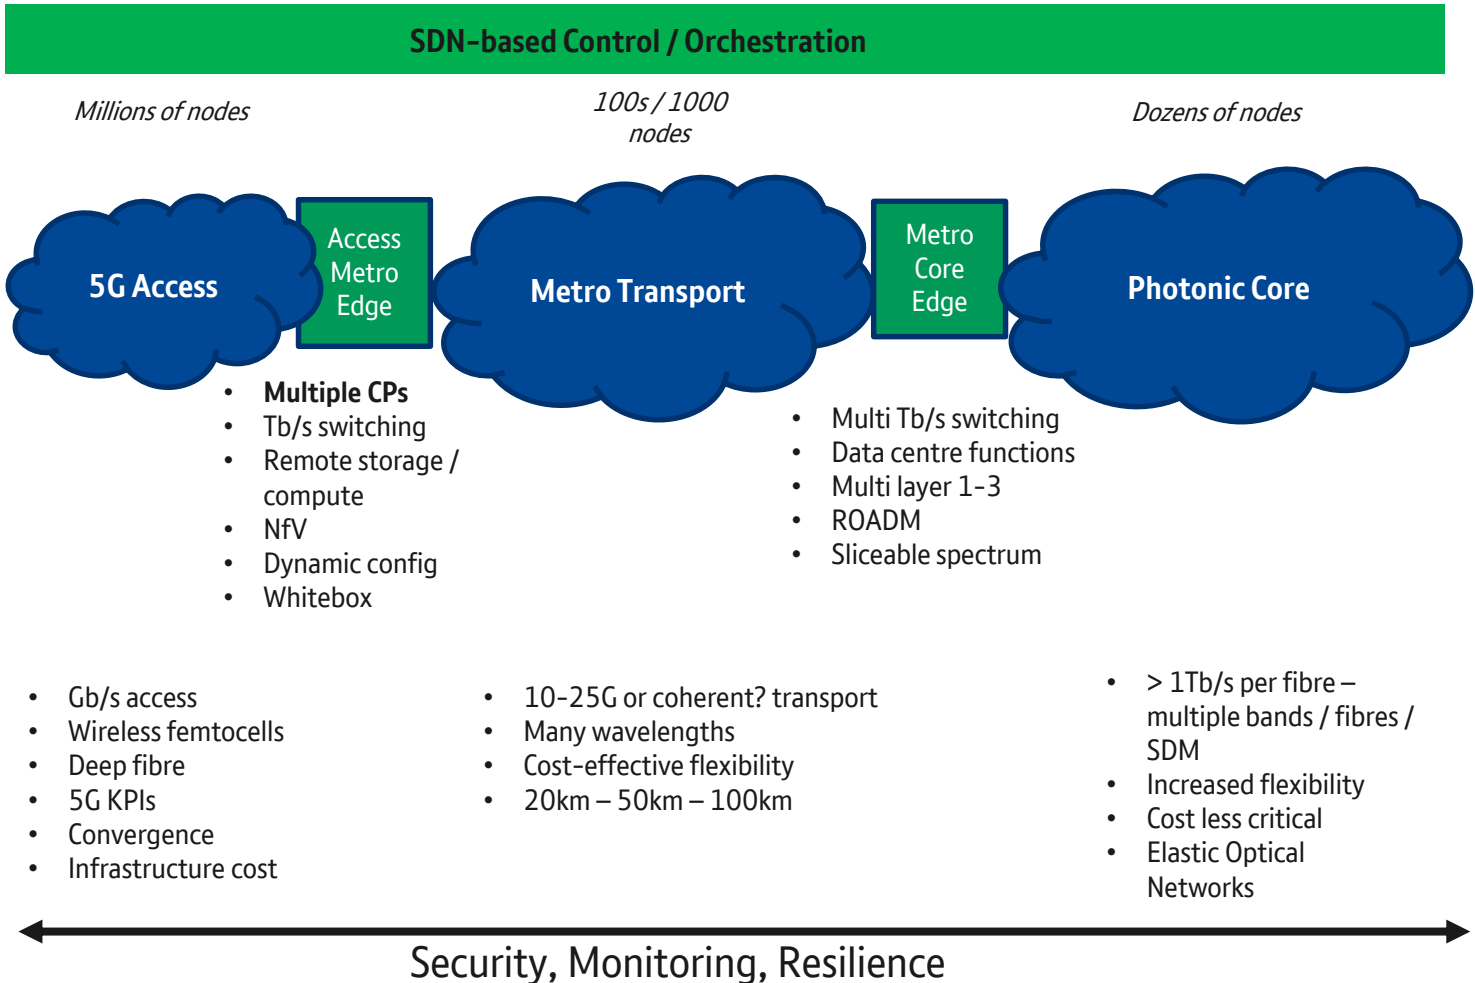 SDN-based Control / Orchestration
Millions of nodes
100s / 1000
nodes
Dozens of nodes
5G Access
Access
Metro
Edge
Metro Transport
Metro
Core
Edge
Photonic Core
• Multiple CPs
• Tb/s switching
• Remote storage /
compute
• NfV
• Dynamic config
• Whitebox
• Multi Tb/s switching
• Data centre functions
• Multi layer 1-3
• ROADM
• Sliceable spectrum
• Gb/s access
• Wireless femtocells
• Deep fibre
• 5G KPIs
• Convergence
• Infrastructure cost
• 10-25G or coherent? transport
• Many wavelengths
• Cost-effective flexibility
• 20km – 50km – 100km
• > 1Tb/s per fibre –
multiple bands / fibres /
SDM
• Increased flexibility
• Cost less critical
• Elastic Optical
Networks
Security, Monitoring, Resilience